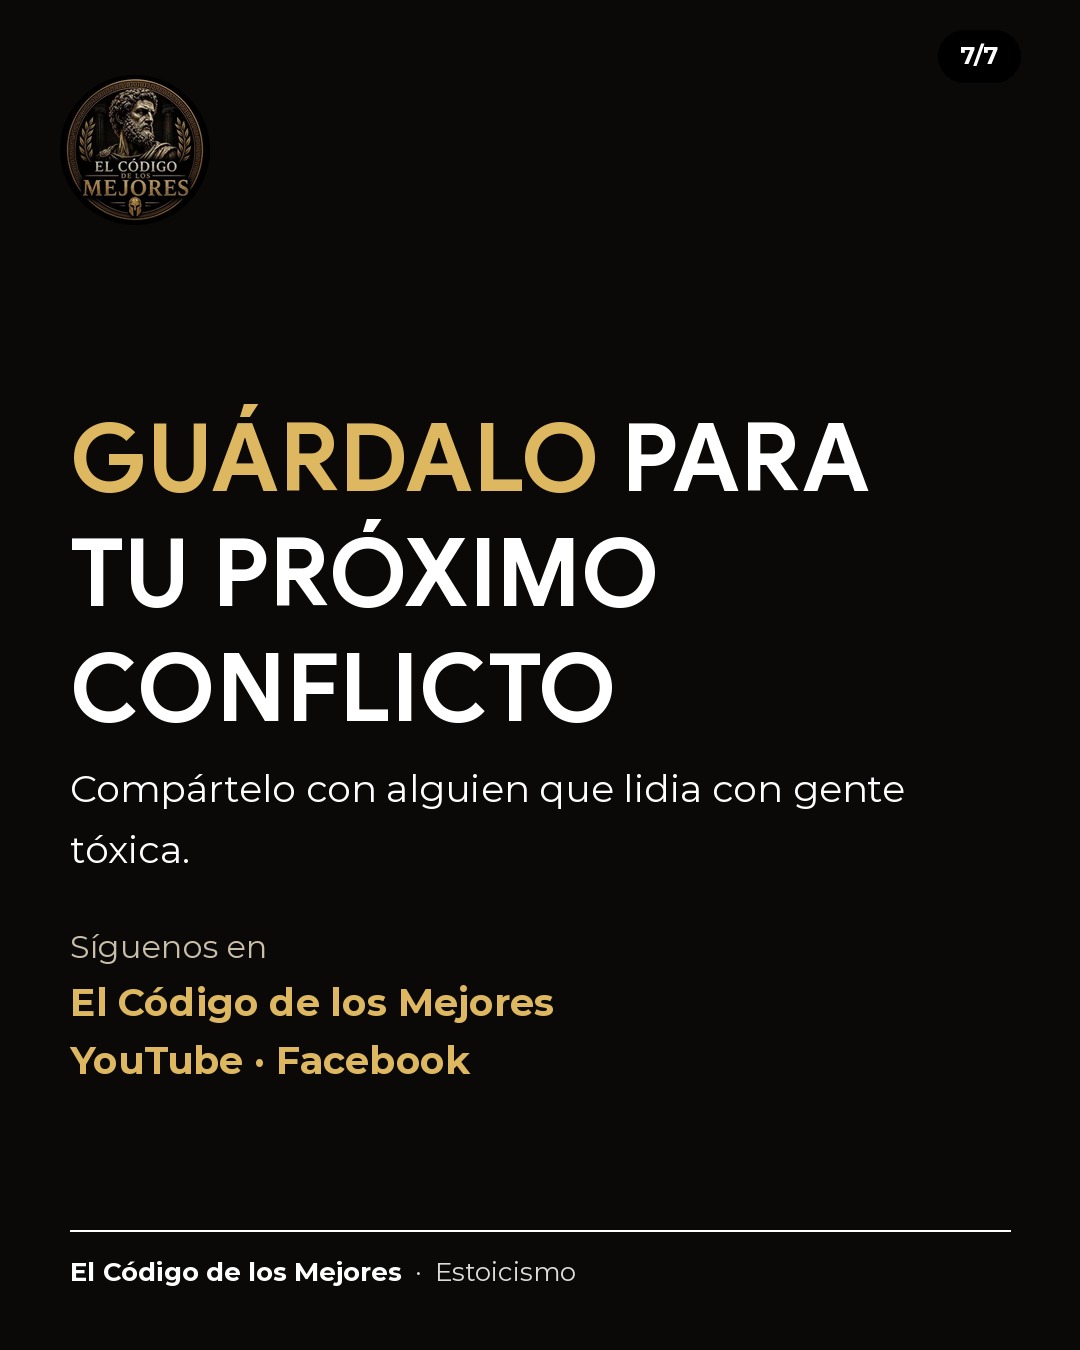 7/7
EL CÓDIGO
DE LOS
MEJORES
GUÁRDALO PARA
TU PRÓXIMO
CONFLICTO
Compártelo con alguien que lidia con gente
tóxica.
Síguenos en
El Código de los Mejores
YouTube · Facebook
El Código de los Mejores · Estoicismo